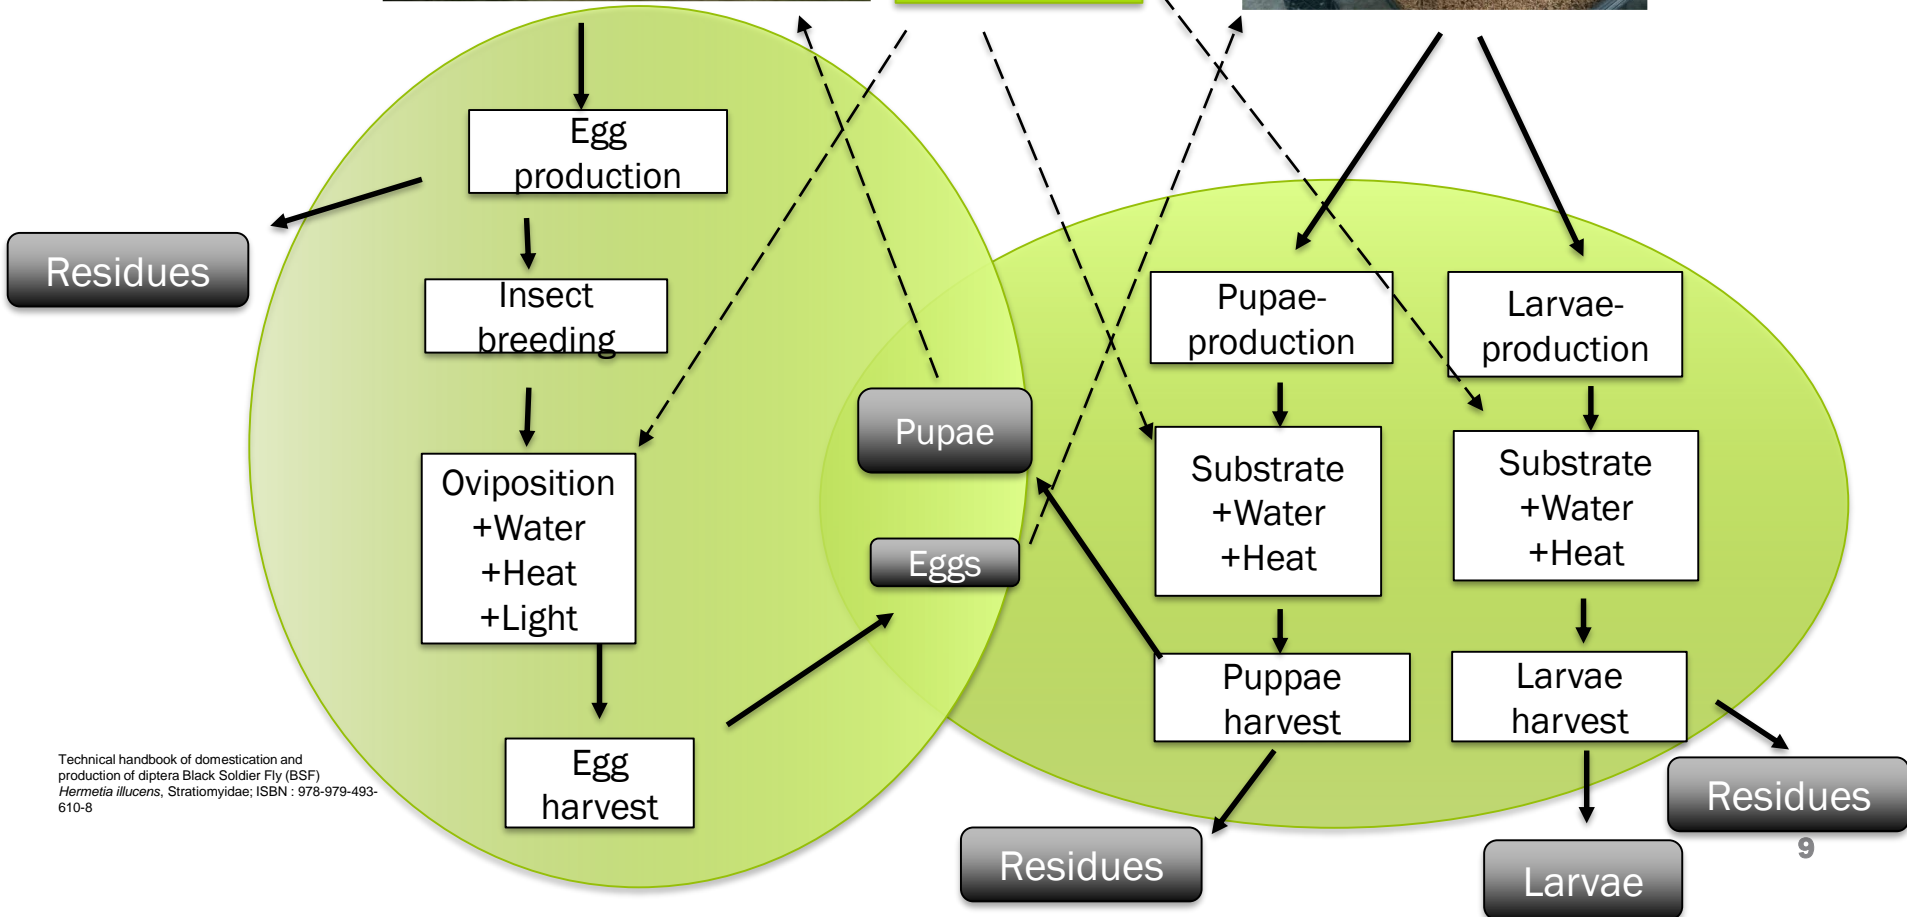 Egg
production
Residues
Insect
breeding
Pupae-
production
Larvae-
production
Pupae
Oviposition
+Water
+Heat
+Light
Substrate
+Water
+Heat
Substrate
+Water
+Heat
Eggs
Puppae
harvest
Larvae
harvest
Egg
harvest
Technical handbook of domestication and
production of diptera Black Soldier Fly (BSF)
Hermetia illucens, Stratiomyidae; ISBN : 978-979-493-
610-8
Residues
Residues
Larvae
9